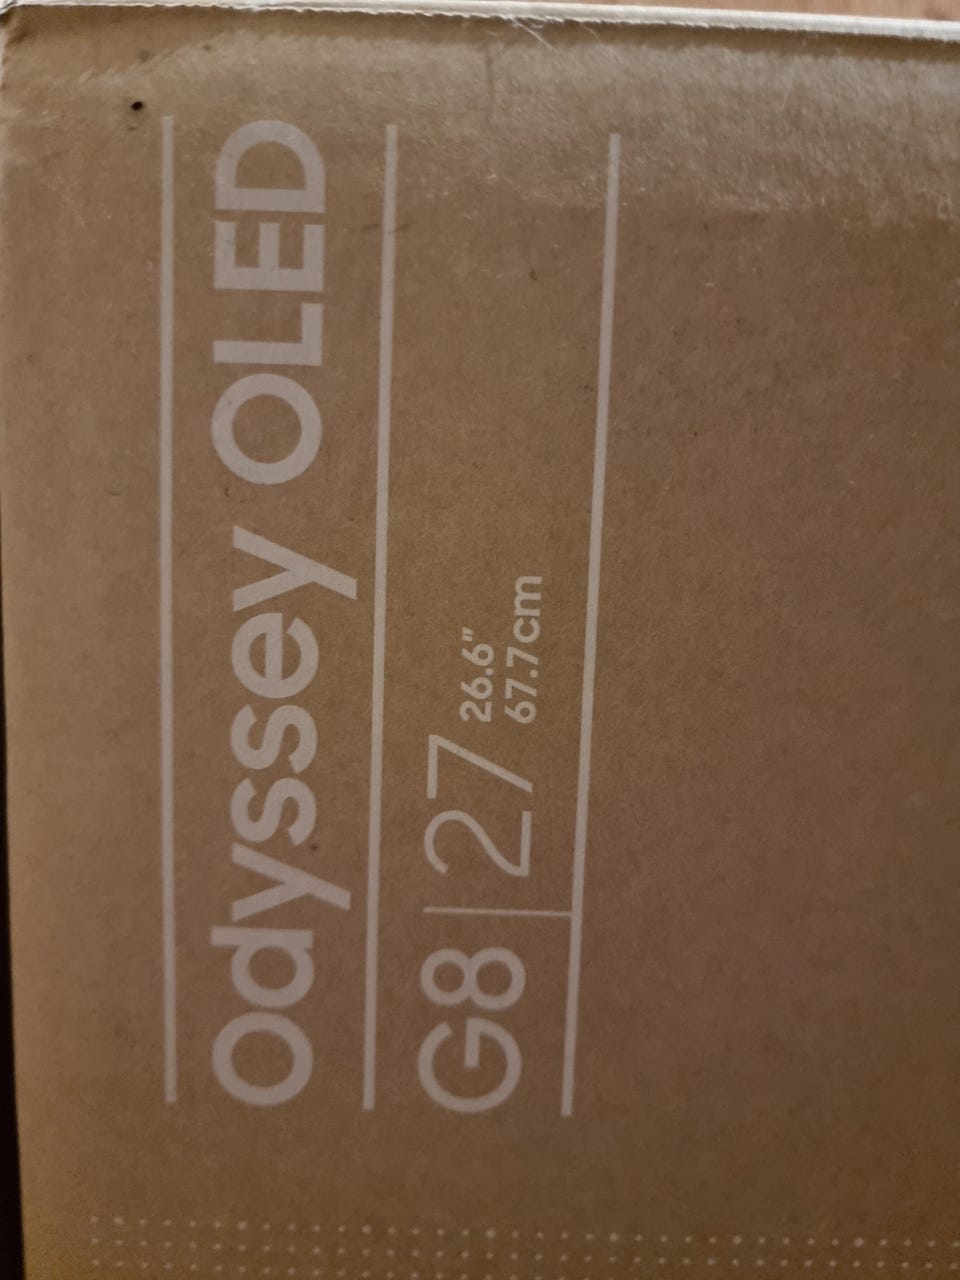 Odyssey OLED
G8 | 27 26.6"
67.7cm